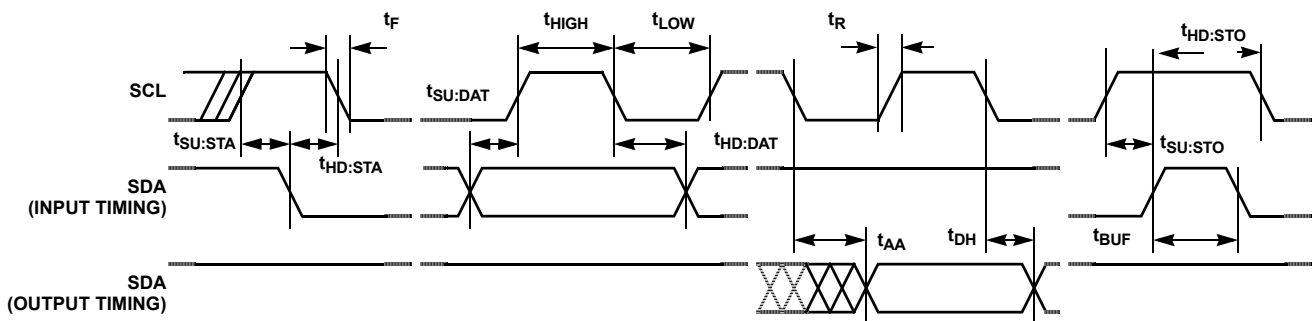 tF
tHIGH
tLOW
tR
tHD:STO
SCL
tSU:DAT
tSU:STA
tHD:STA
tHD:DAT
tSU:STO
SDA
(INPUT TIMING)
tAA
tDH
tBUF
SDA
(OUTPUT TIMING)